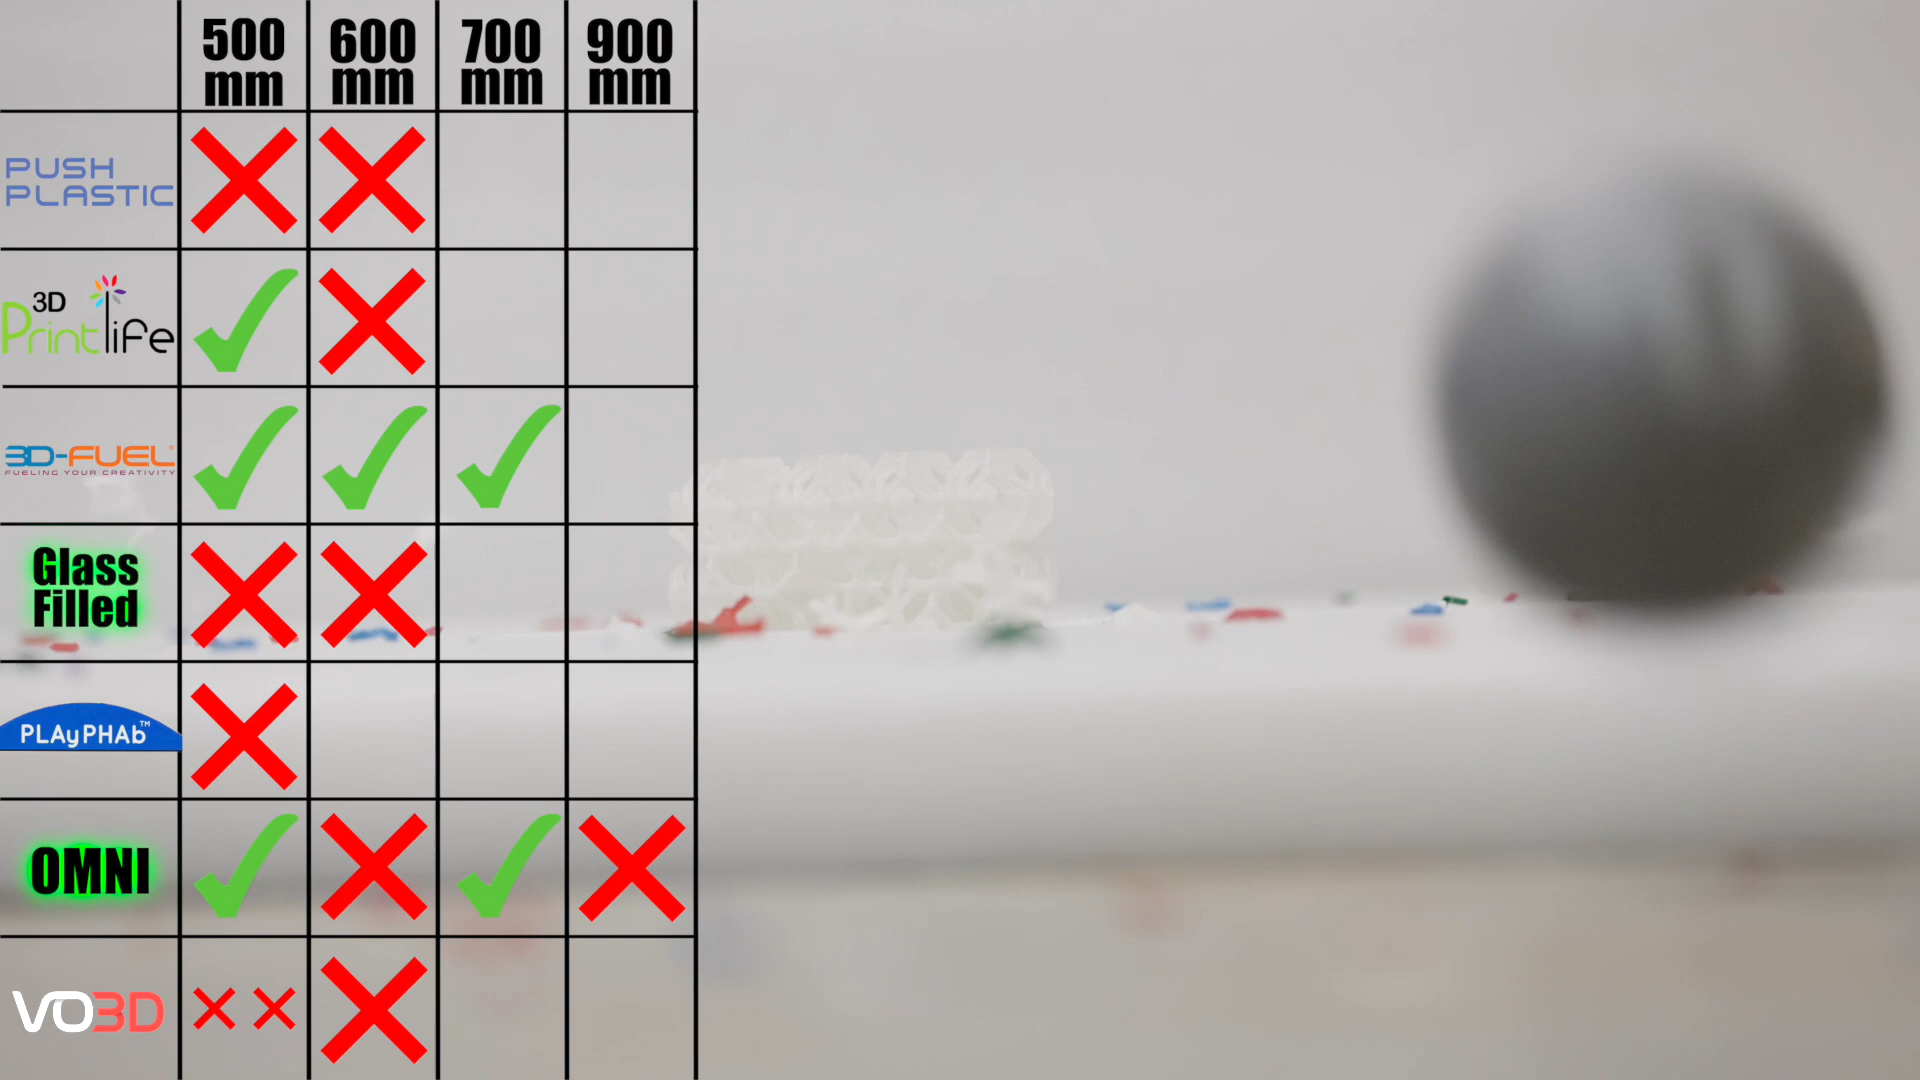 500 mm
600 mm
700 mm
900 mm
PUSH
PLASTIC
3D
Printlife
3D-FUEL
FUELING YOUR CREATIVITY
Glass
Filled
PLAyPHAb™
OMNI
VO3D